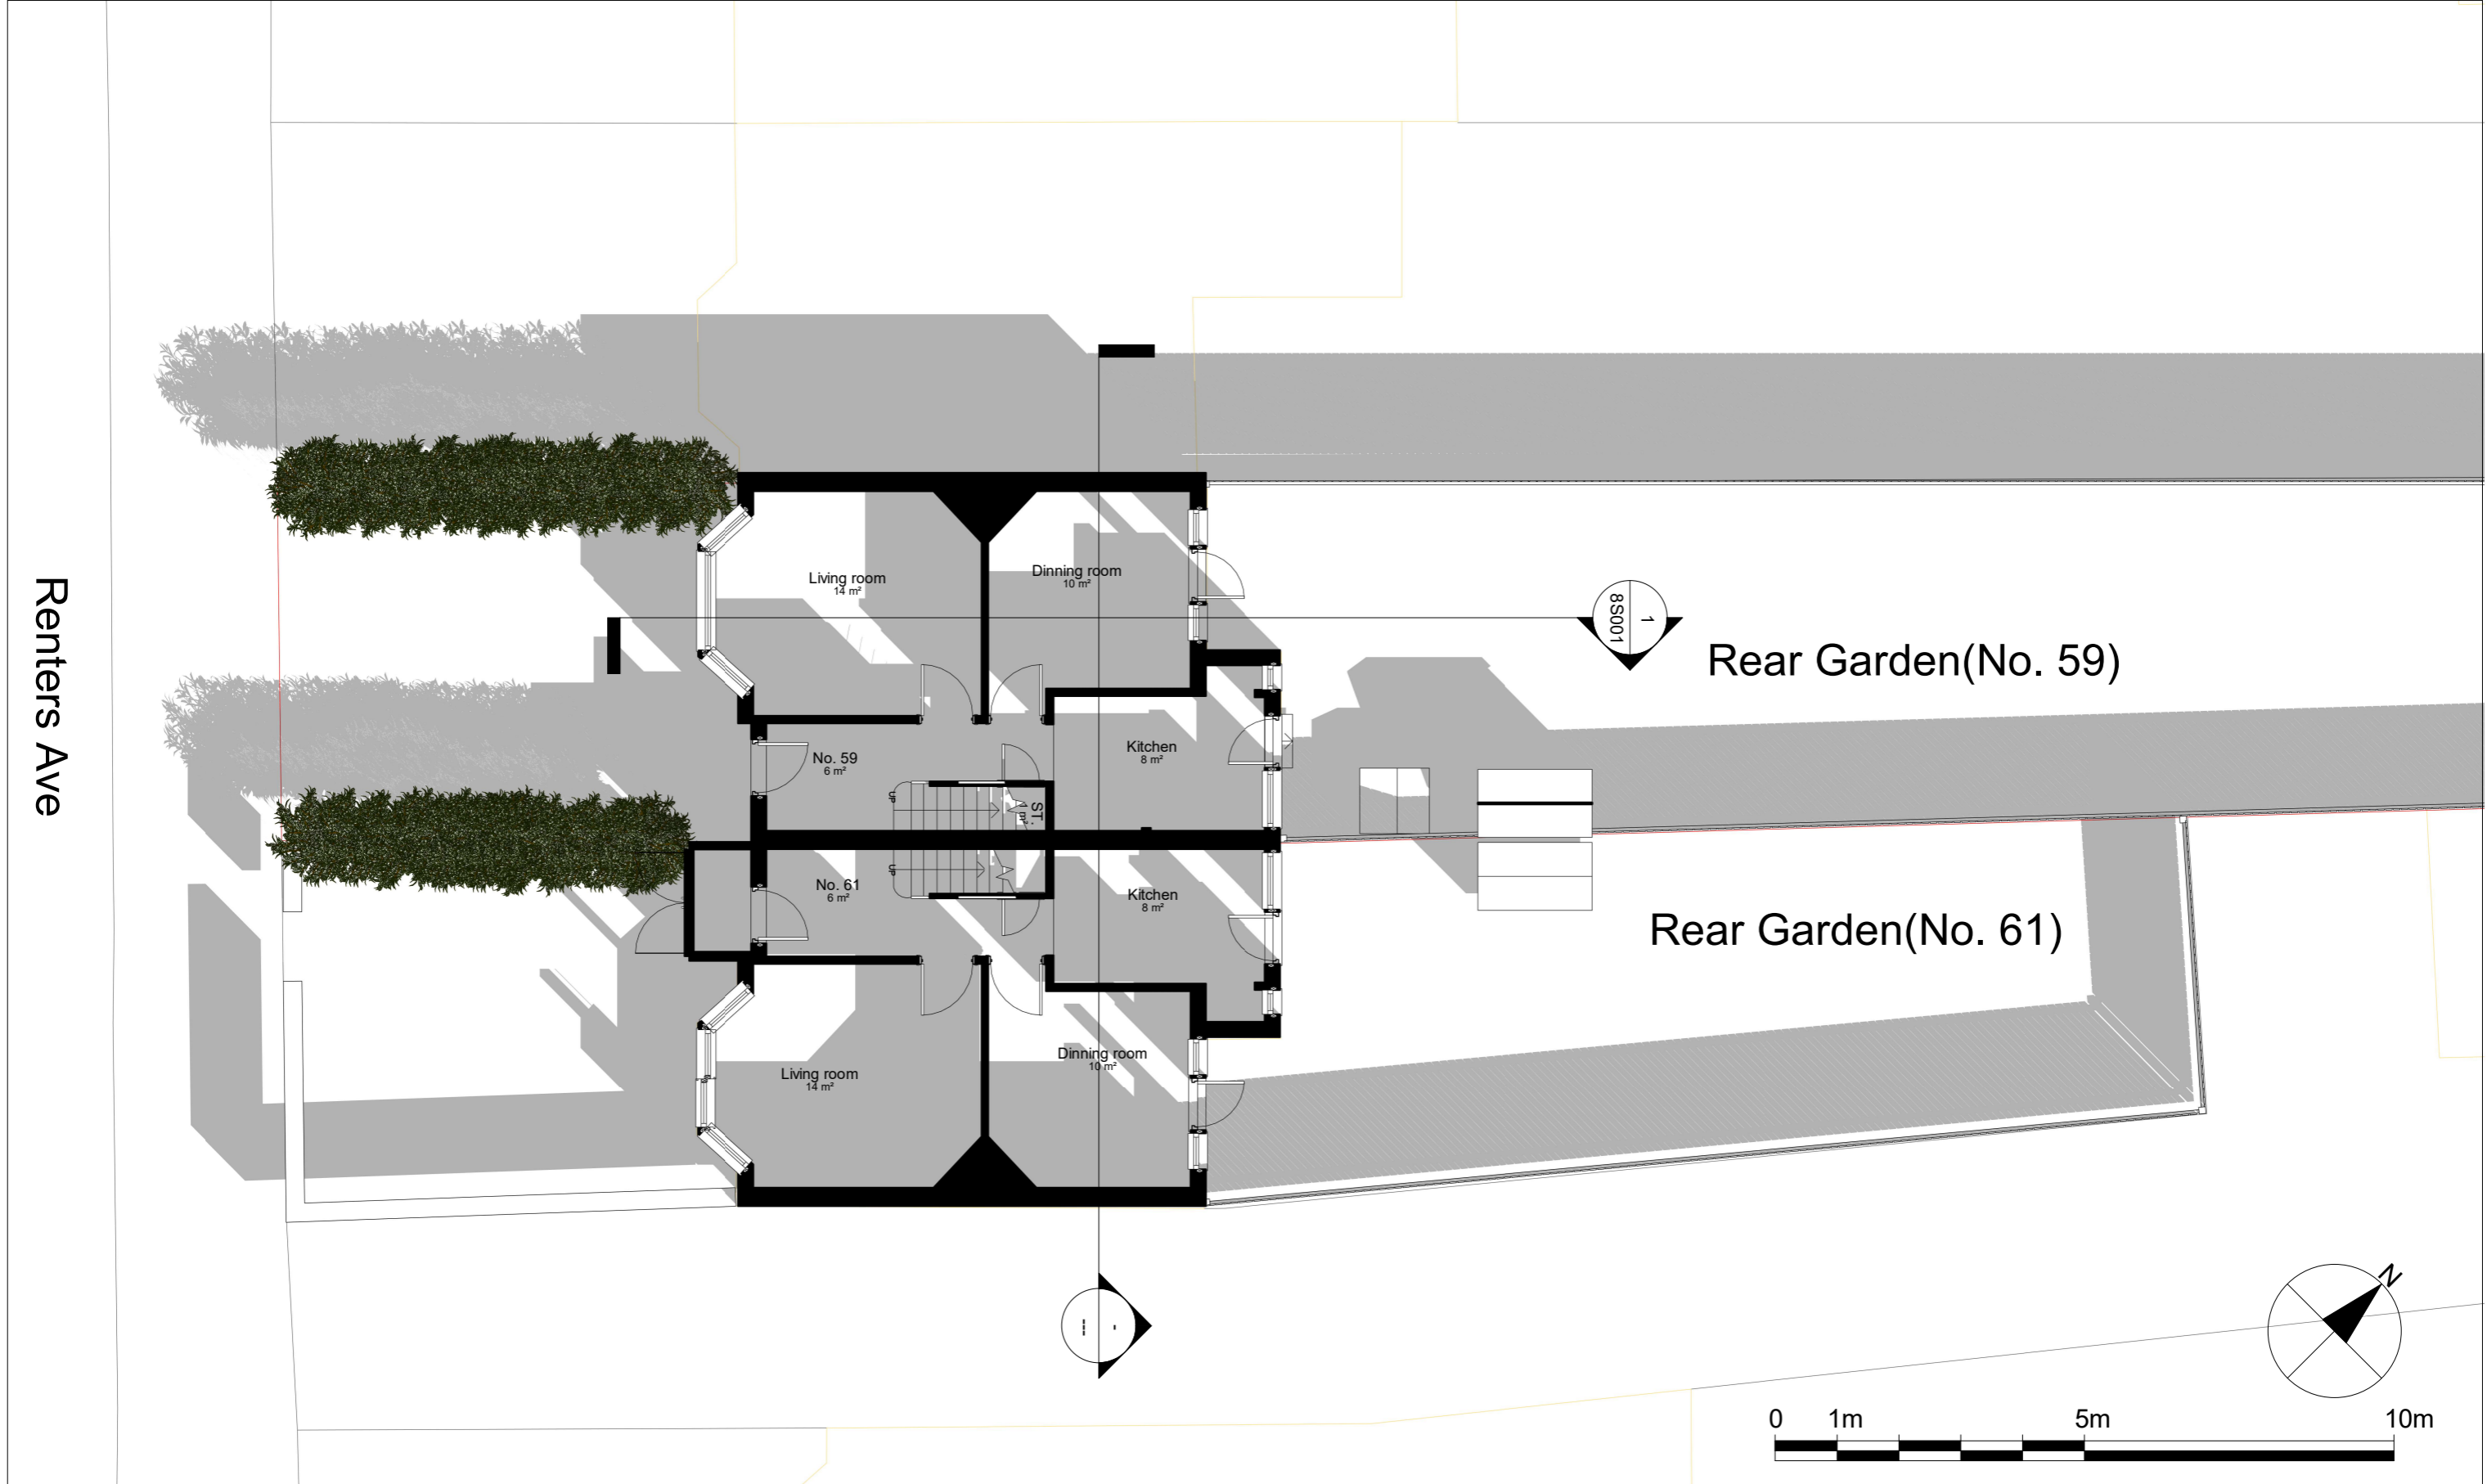 Renters Ave
Living room
14 m²
Dinning room
10 m²
1
8S001
Rear Garden(No. 59)
No. 59
6 m²
Kitchen
8 m²
UP
ST.
1 m²
UP
No. 61
6 m²
Kitchen
8 m²
Rear Garden(No. 61)
Living room
14 m²
Dinning room
10 m²
-
---
N
0 1m 5m 10m